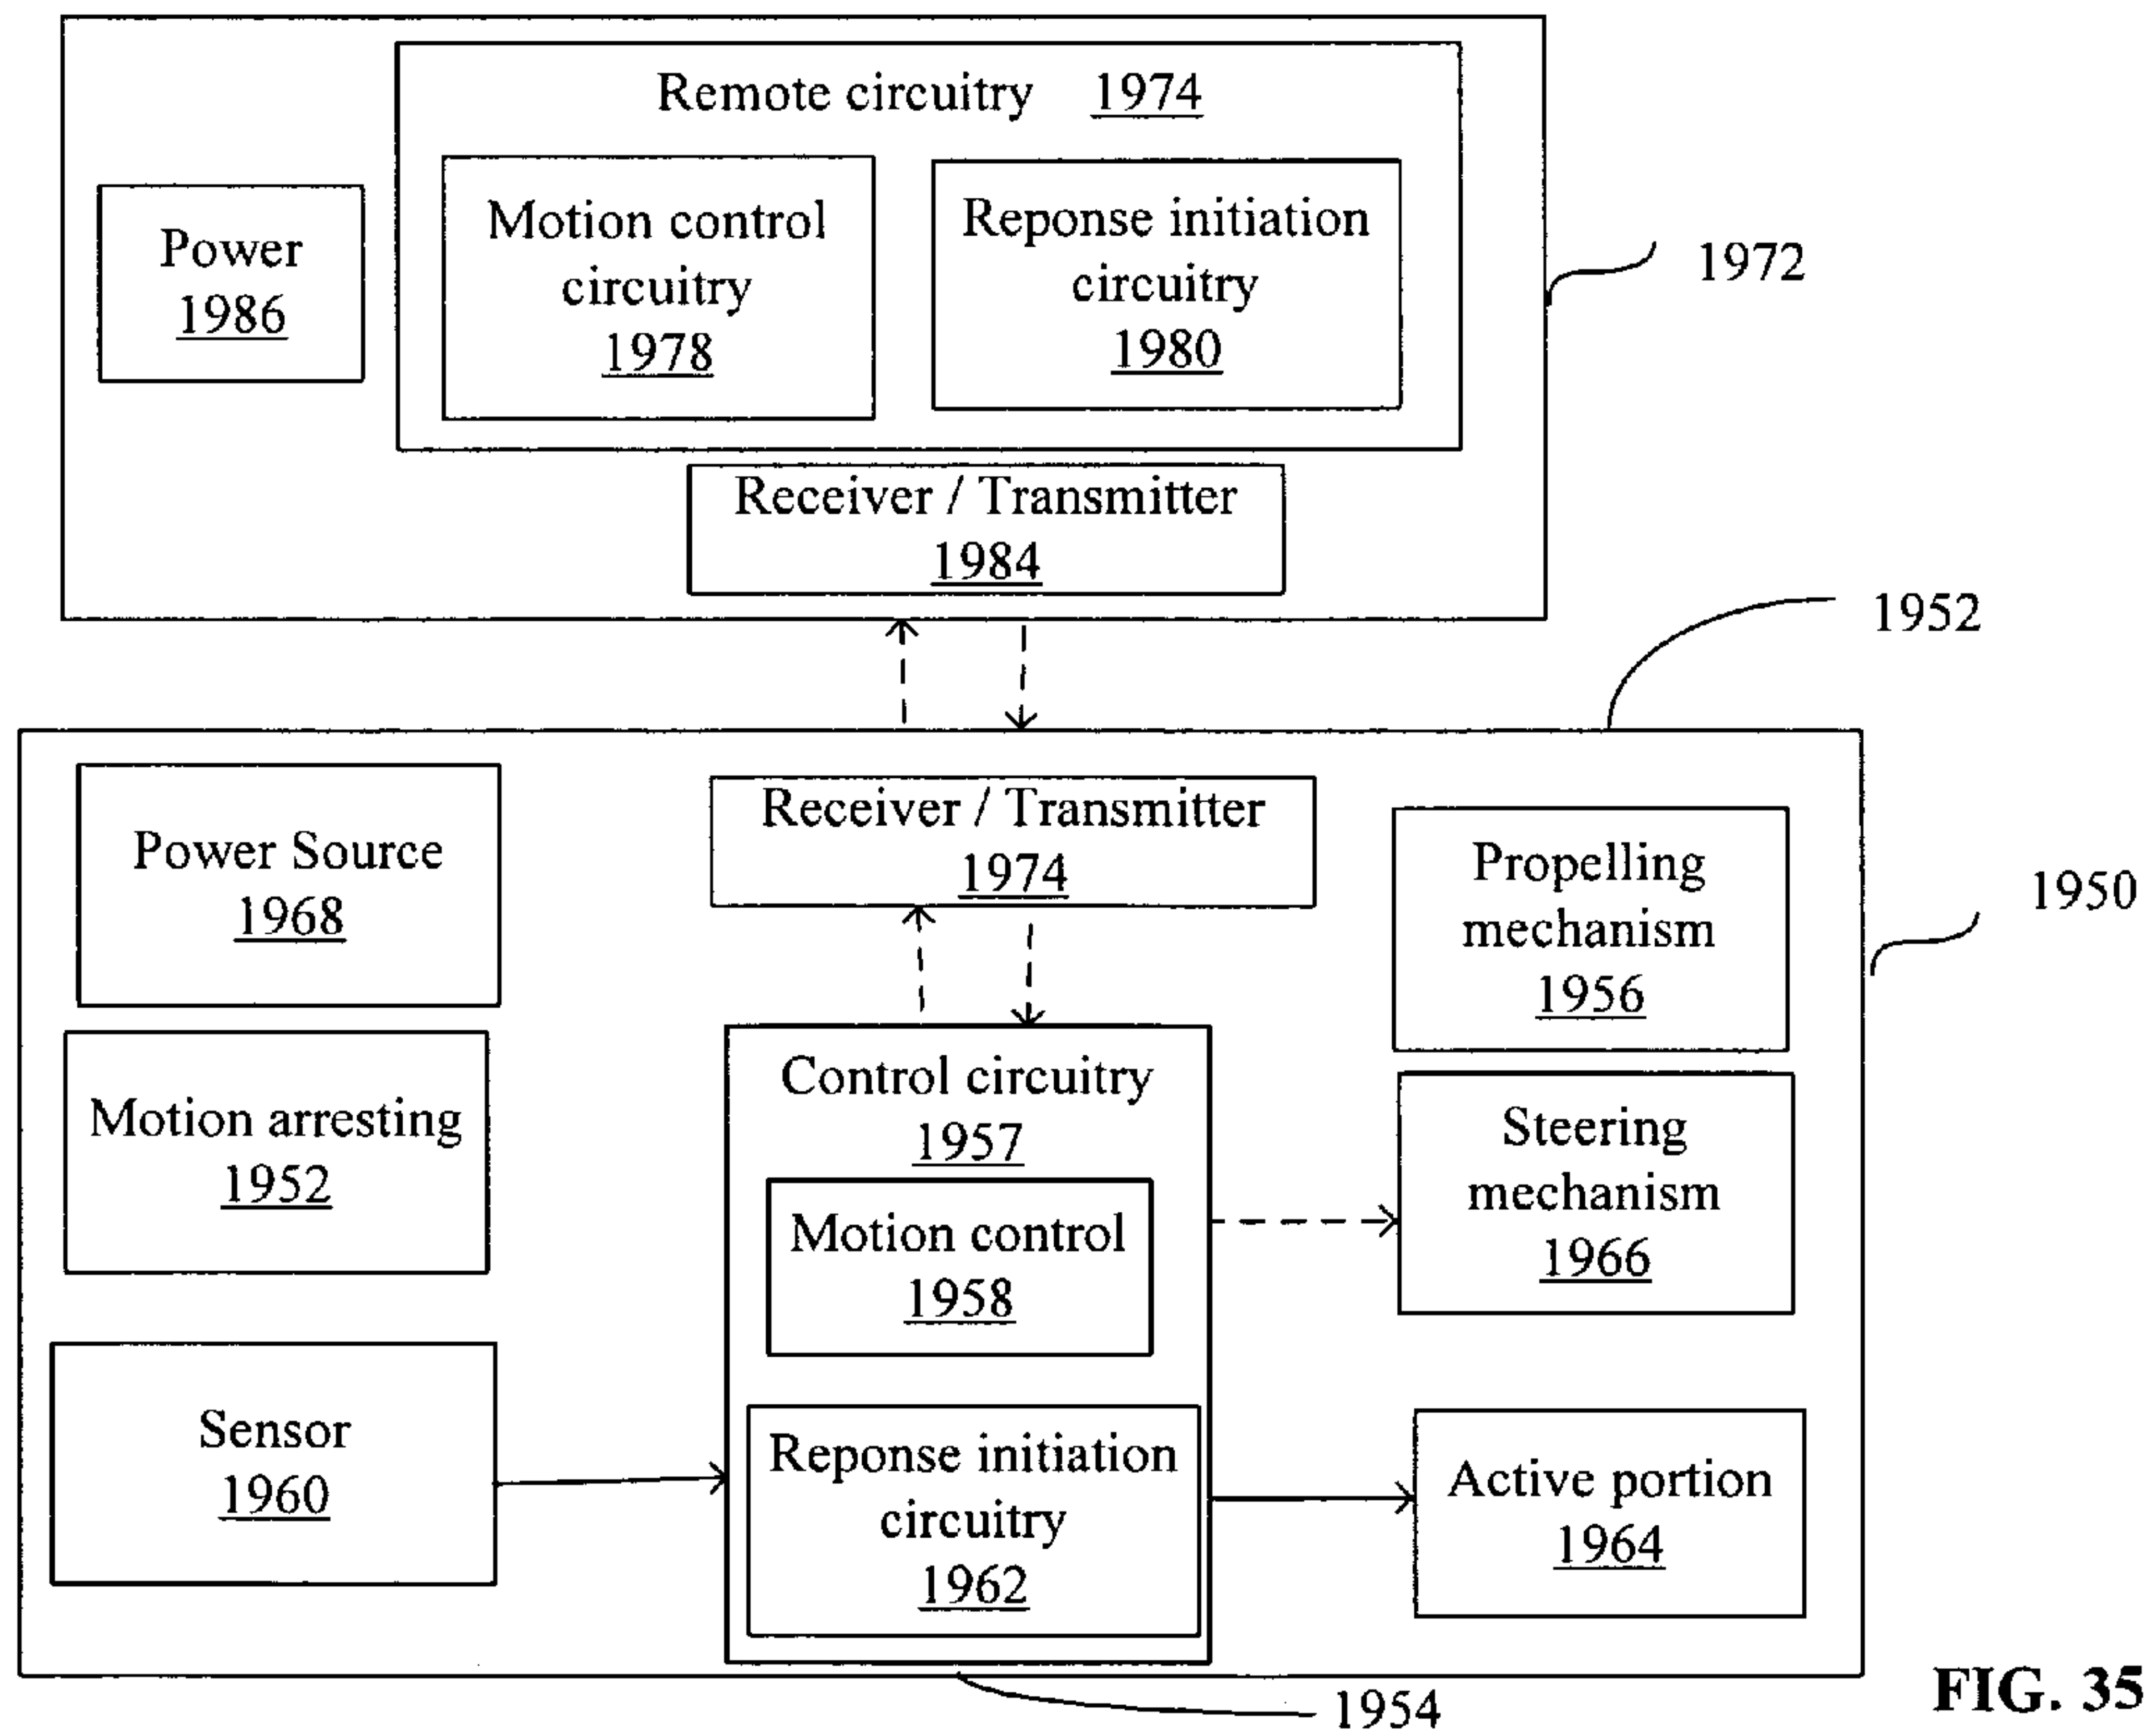 Remote circuitry 1974
Power
1986
Motion control
circuitry
1978
Reponse initiation
circuitry
1980
1972
Receiver / Transmitter
1984
1952
Power Source
1968
Receiver / Transmitter
1974
Propelling
mechanism
1956
1950
Motion arresting
1952
Control circuitry
1957
Motion control
1958
Steering
mechanism
1966
Sensor
1960
Reponse initiation
circuitry
1962
Active portion
1964
1954
FIG. 35